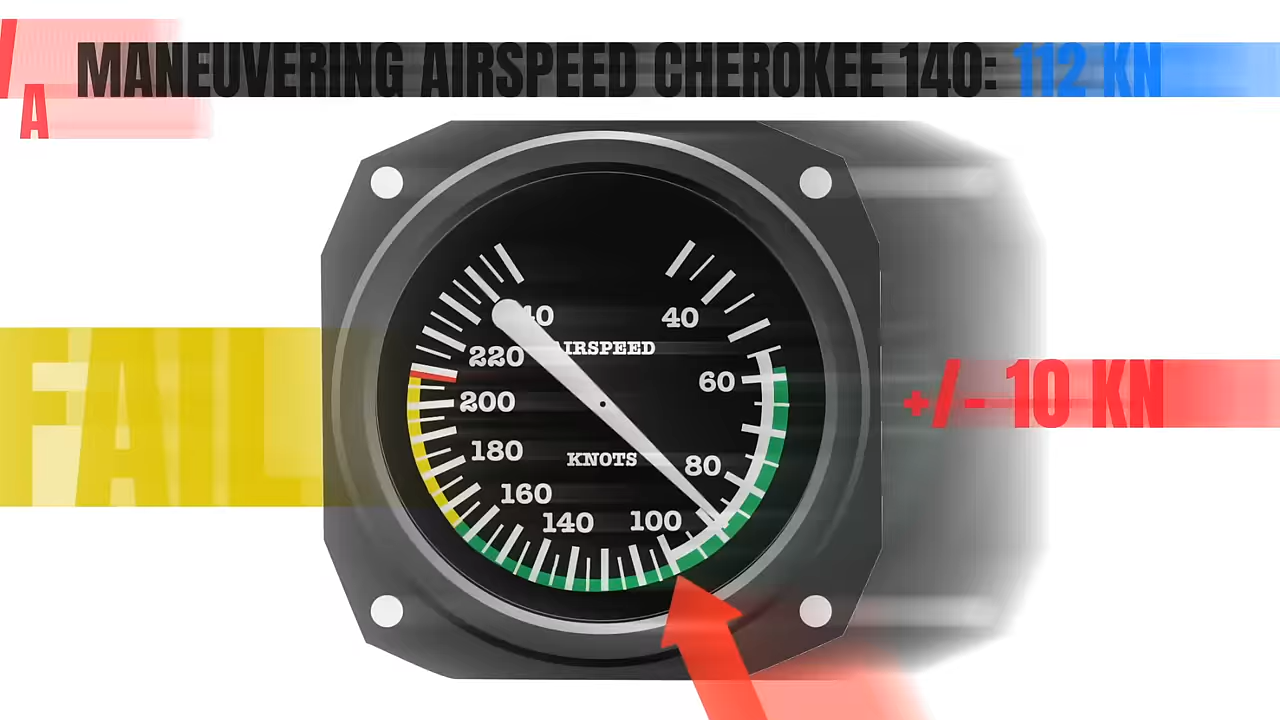 MANEUVERING AIRSPEED CHEROKEE 140: 112 KN
A
40
40
AIRSPEED
220
60
+/- 10 KN
200
FAIL
180
KNOTS
80
160
140
100